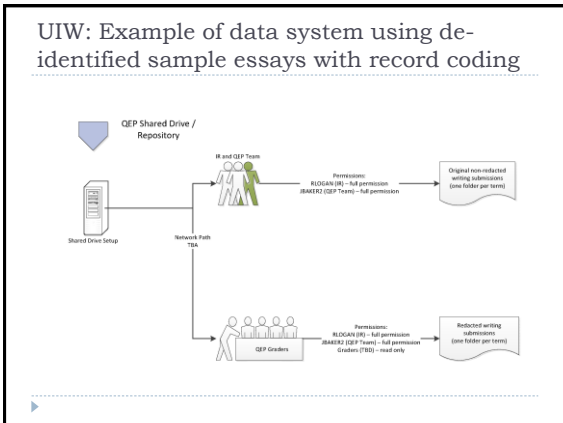 UIW: Example of data system using de-
identified sample essays with record coding
QEP Shared Drive /
Repository
IR and QEP Team
Permissions:
RLOGAN (IR) – full permission
JBAKER2 (QEP Team) – full permission
Original non-redacted
writing submissions
(one folder per term)
Shared Drive Setup
Network Path
TBA
QEP Graders
Permissions:
RLOGAN (IR) – full permission
JBAKER2 (QEP Team) – full permission
Graders (TBD) – read only
Redacted writing
submissions
(one folder per term)